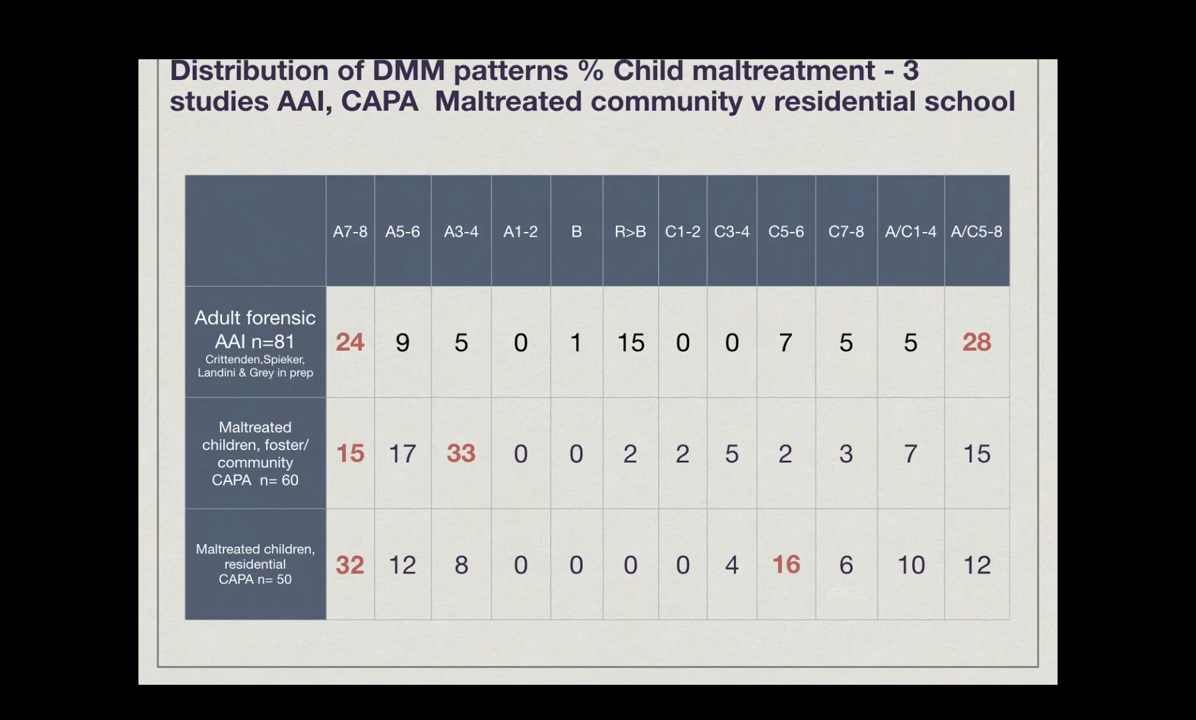 Distribution of DMM patterns % Child maltreatment - 3
studies AAI, CAPA  Maltreated community v residential school
A7-8 A5-6 A3-4 A1-2 B R>B C1-2 C3-4 C5-6 C7-8 A/C1-4 A/C5-8
Adult forensic
AAI n=81
Crittenden,Spieker,
Landini & Grey in prep
24 9 5 0 1 15 0 0 7 5 5 28
Maltreated
children, foster/
community
CAPA  n= 60
15 17 33 0 0 2 2 5 2 3 7 15
Maltreated children,
residential
CAPA n= 50
32 12 8 0 0 0 0 4 16 6 10 12